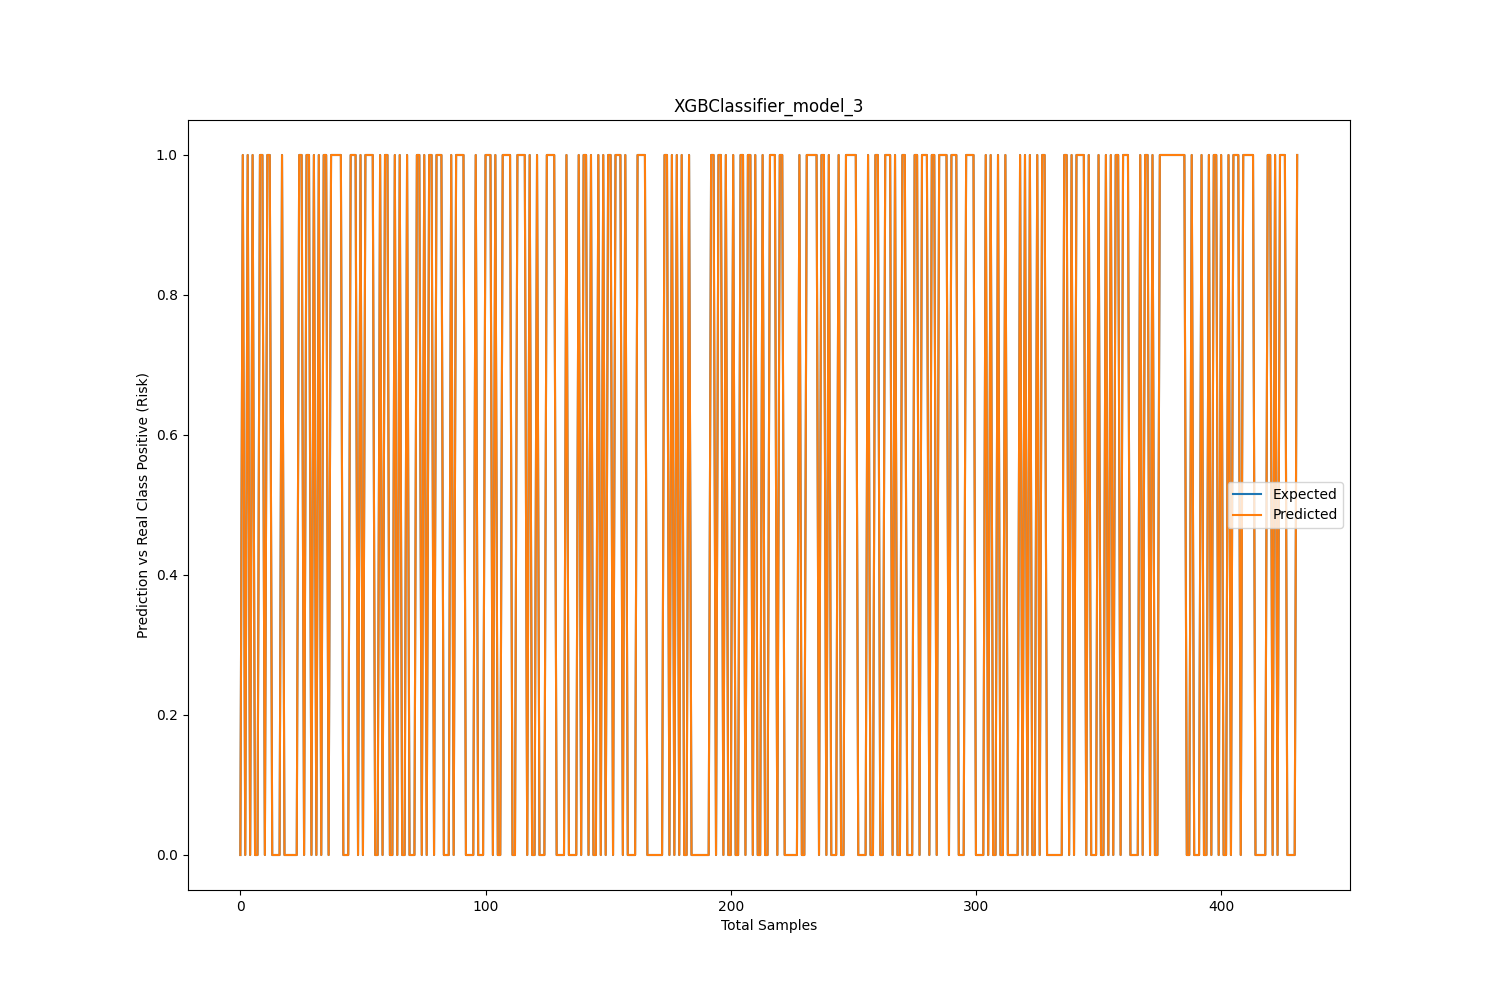 XGBClassifier_model_3
Prediction vs Real Class Positive (Risk)
1.0
0.8
0.6
0.4
0.2
0.0
Expected
Predicted
0 100 200 300 400
Total Samples